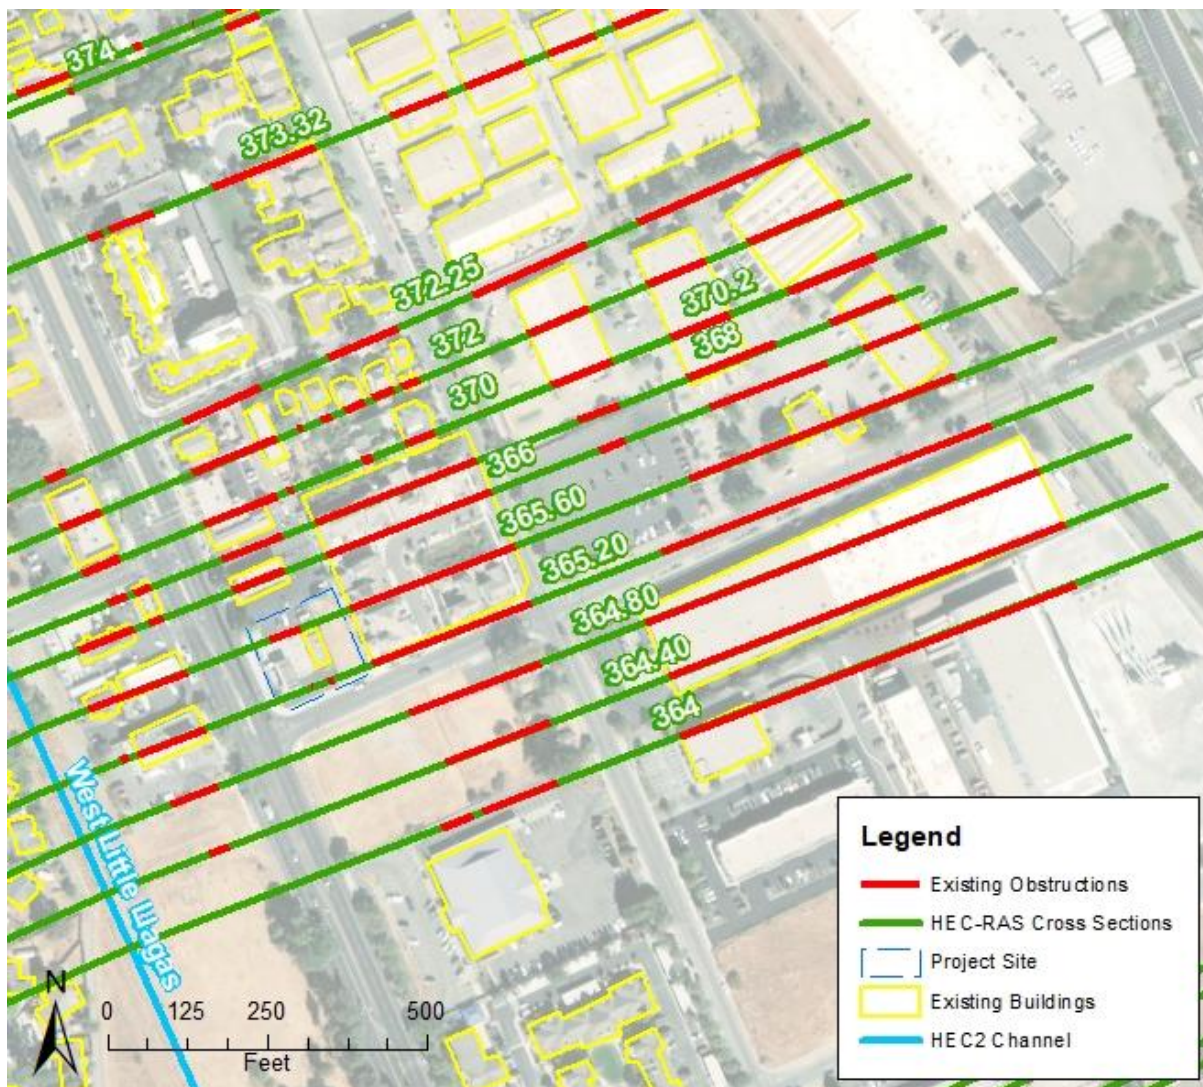 374
373.32
372.25
372
370.2
368
370
366
365.60
365.20
364.80
364.40
364
West Little Llagas
Legend
Existing Obstructions
HEC-RAS Cross Sections
Project Site
Existing Buildings
HEC2 Channel
N
0 125 250 500
Feet